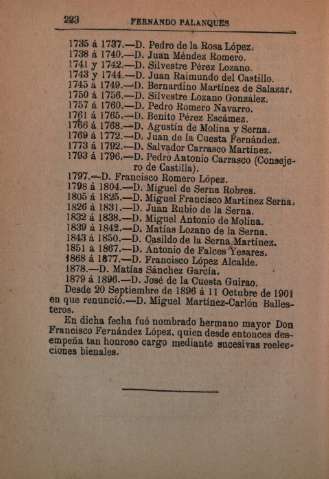 223 FERNANDO PALANQUES
1735 á 1737.—D. Pedro de la Rosa López.
1738 á 1740.—D. Juan Méndez Romero.
1741 y 1742.—D. Silvestre Pérez Lozano.
1743 y 1744.—D. Juan Raimundo del Castillo.
1745 á 1749.—D. Bernardino Martínez de Salazar.
1750 á 1756.—D. Silvestre Lozano González.
1757 á 1760.—D. Pedro Romero Navarro.
1761 á 1765.—D. Benito Pérez Escámez.
1766 á 1768.—D. Agustín de Molina y Serna.
1769 á 1772.—D. Juan de la Cuesta Fernández.
1773 á 1792.—D. Salvador Carrasco Martínez.
1793 á 1796.—D. Pedro Antonio Carrasco (Conseje-
ro de Castilla).
1797.—D. Francisco Romero López.
1798 á 1804.—D. Miguel de Serna Robres.
1805 á 1825.—D. Miguel Francisco Martínez Serna.
1826 á 1831.—D. Juan Rubio de la Serna.
1832 á 1838.—D. Miguel Antonio de Molina.
1839 á 1842.—D. Matías Lozano de la Serna.
1843 á 1850.—D. Casildo de la Serna Martínez.
1851 á 1867.—D. Antonio de Falces Yesares.
1868 á 1877.—D. Francisco López Alcalde.
1878.—D. Matías Sánchez García.
1879 á 1896.—D. José de la Cuesta Guirao.
Desde 20 Septiembre de 1896 á 11 Octubre de 1901
en que renunció.—D. Miguel Martínez-Carlón Balles-
teros.
En dicha fecha fué nombrado hermano mayor Don
Francisco Fernández López, quien desde entonces des-
empeña tan honroso cargo mediante sucesivas reelec-
ciones bienales.